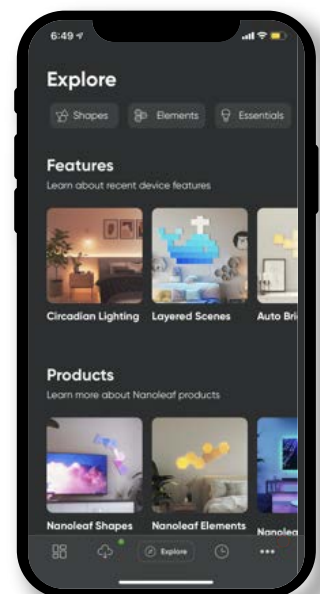 6:49
Explore
Shapes Elements Essentials
Features
Learn about recent device features
Circadian Lighting Layered Scenes Auto Bri
Products
Learn more about Nanoleaf products
Nanoleaf Shapes Nanoleaf Elements Nanoleaf
Explore